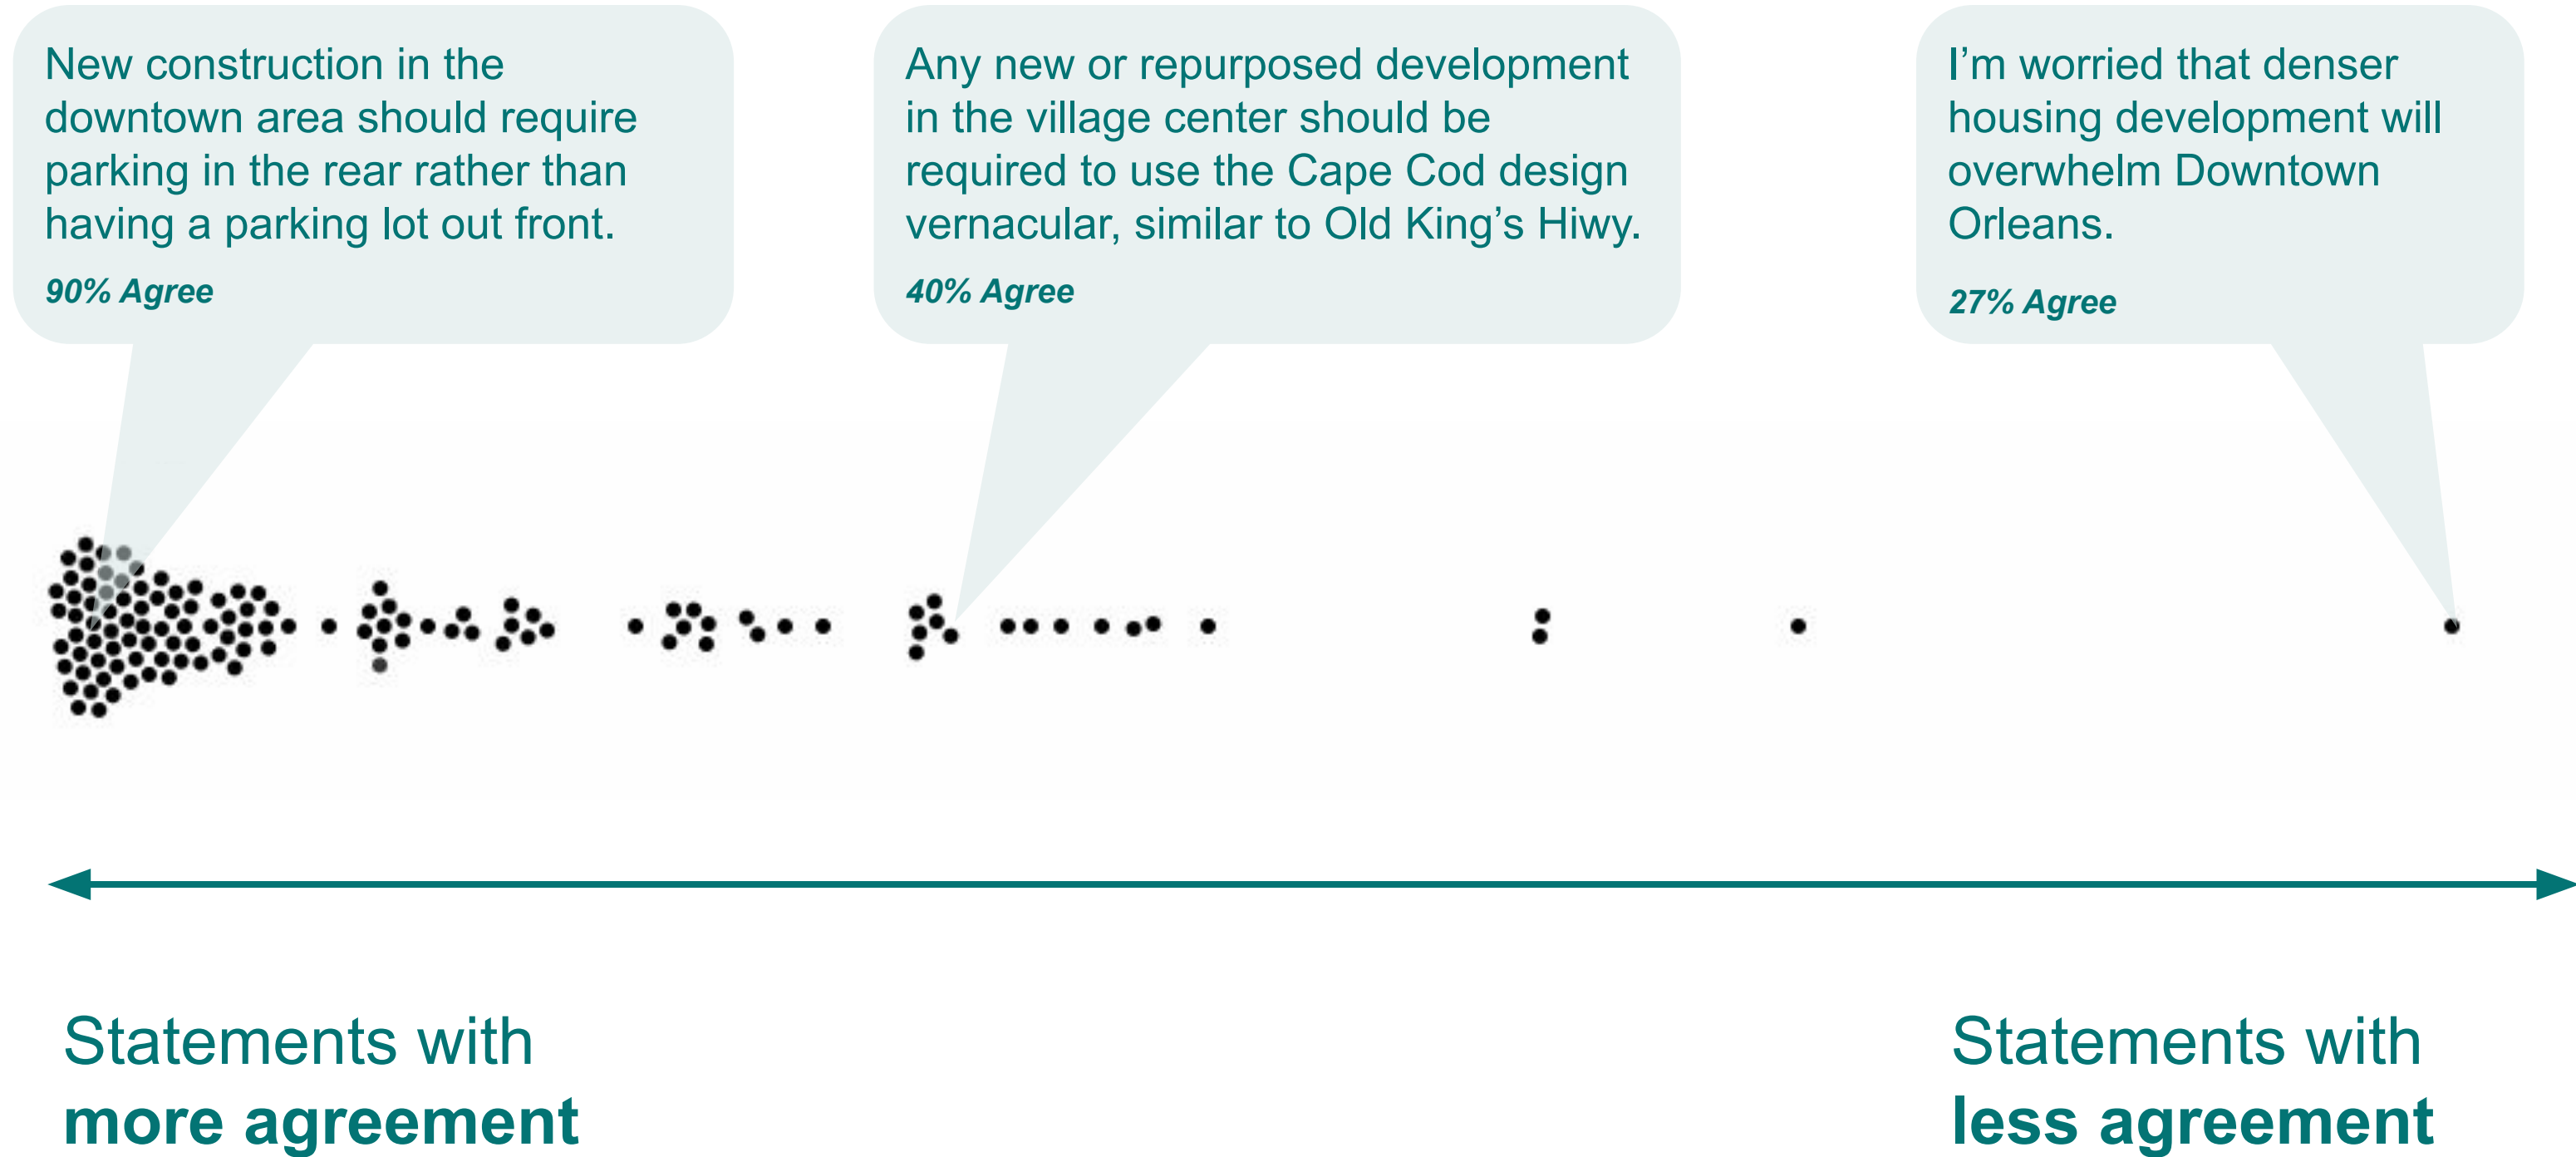 New construction in the
downtown area should require
parking in the rear rather than
having a parking lot out front.
90% Agree
Any new or repurposed development
in the village center should be
required to use the Cape Cod design
vernacular, similar to Old King’s Hiwy.
40% Agree
I’m worried that denser
housing development will
overwhelm Downtown
Orleans.
27% Agree
Statements with
more agreement
Statements with
less agreement